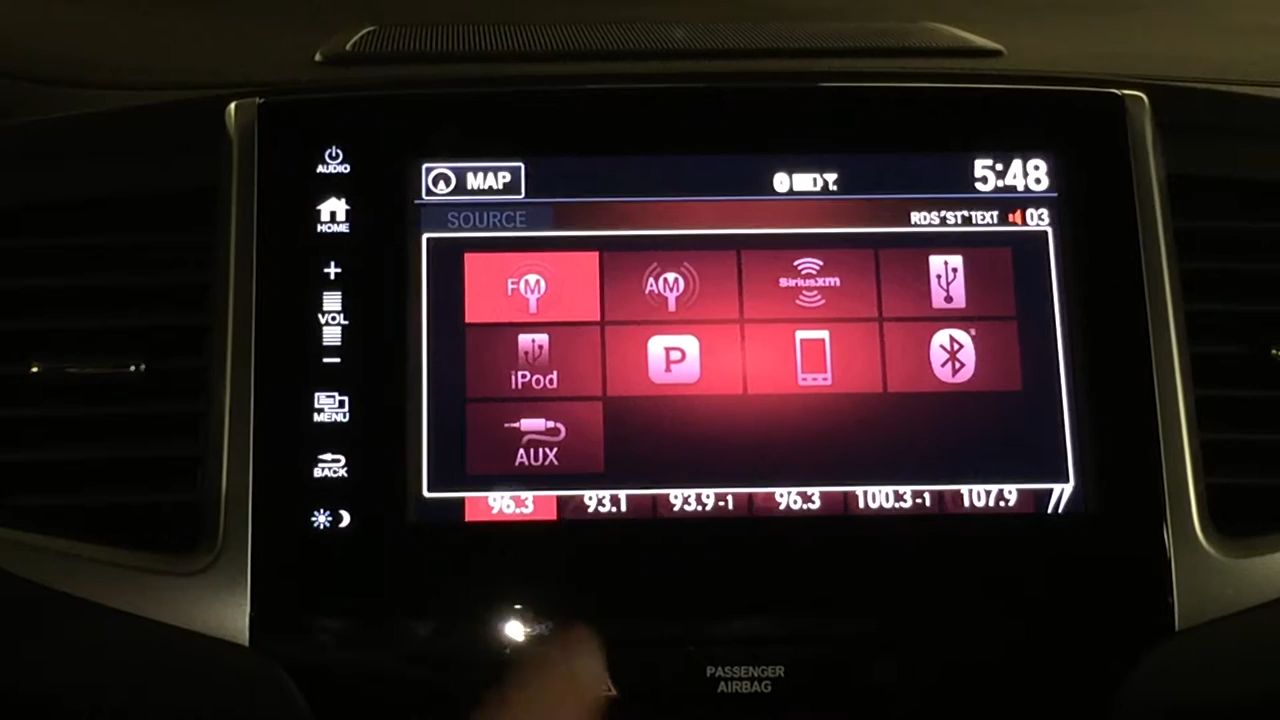 AUDIO
HOME
+
VOL
−
MENU
BACK
MAP
5:48
SOURCE
RDS ST TEXT 03
FM AM SiriusXM
iPod P
AUX
96.3 93.1 93.9-1 96.3 100.3-1 107.9
PASSENGER
AIRBAG